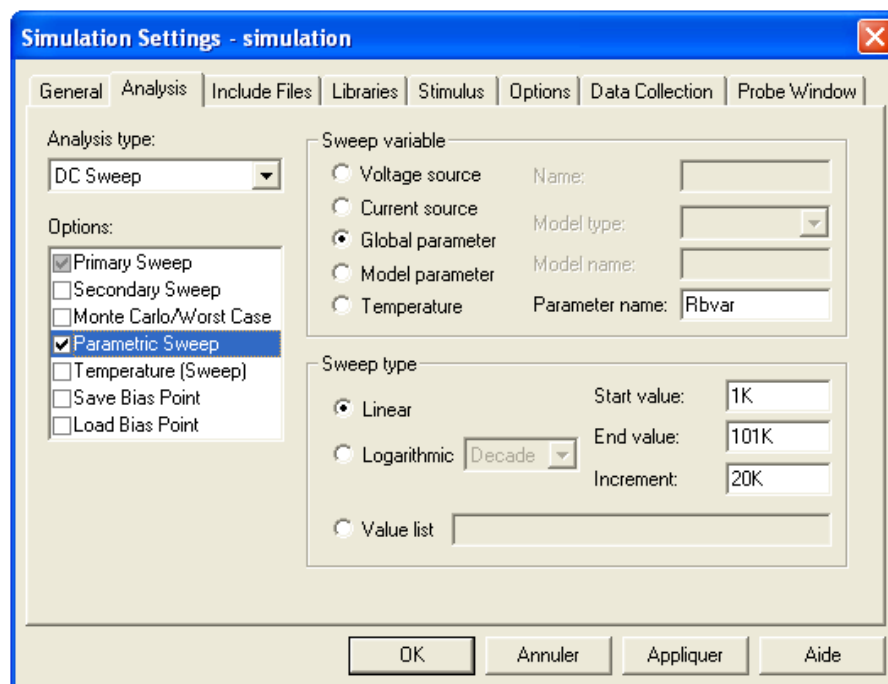 Simulation Settings - simulation
General Analysis Include Files Libraries Stimulus Options Data Collection Probe Window
Analysis type:
DC Sweep
Options:
Primary Sweep
Secondary Sweep
Monte Carlo/Worst Case
Parametric Sweep
Temperature (Sweep)
Save Bias Point
Load Bias Point
Sweep variable
Voltage source
Current source
Global parameter
Model parameter
Temperature
Name:
Model type:
Model name:
Parameter name: Rbvar
Sweep type
Linear
Logarithmic Decade
Value list
Start value: 1K
End value: 101K
Increment: 20K
OK Annuler Appliquer Aide